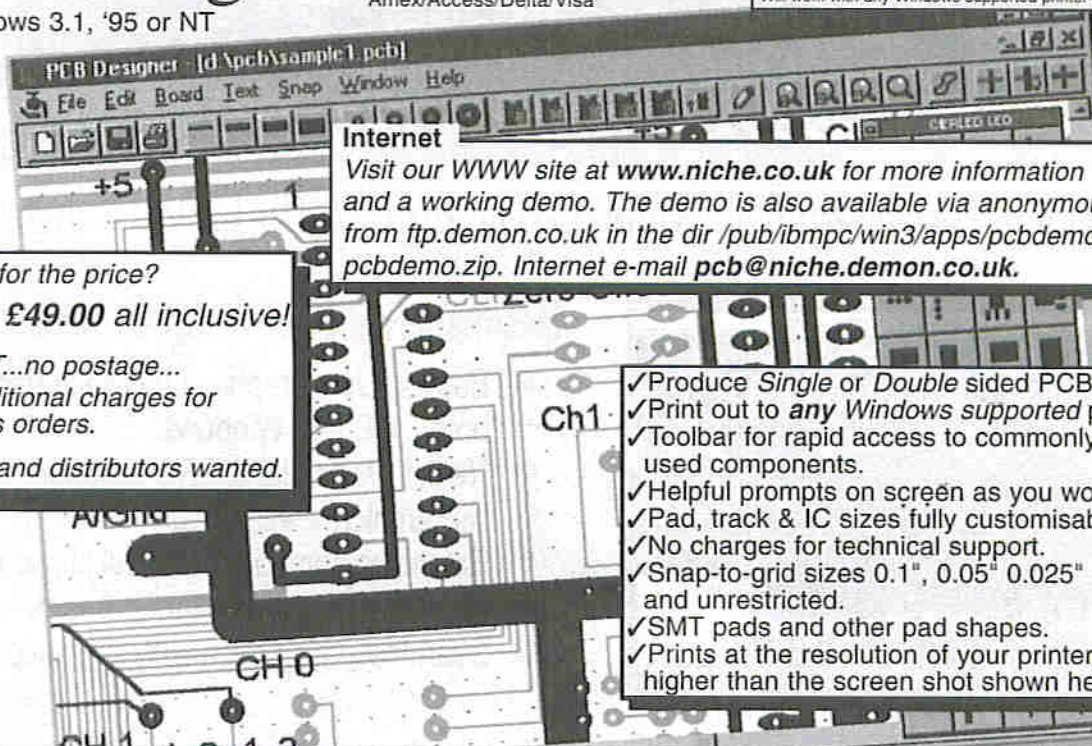 Amex/Access/Delta/Visa
ows 3.1, '95 or NT
PCB Designer - [d:\pcb\sample1.pcb]
File Edit Board Text Snap Window Help
Internet
Visit our WWW site at www.niche.co.uk for more information
and a working demo. The demo is also available via anonymo
from ftp.demon.co.uk in the dir /pub/ibmpc/win3/apps/pcbdemo
pcbdemo.zip. Internet e-mail pcb@niche.demon.co.uk.
+5
1
for the price?
£49.00 all inclusive!
T...no postage...
ditional charges for
s orders.
and distributors wanted.
Ch1
✓Produce Single or Double sided PCB
✓Print out to any Windows supported
✓Toolbar for rapid access to commonly
used components.
✓Helpful prompts on screen as you wo
✓Pad, track & IC sizes fully customisa
✓No charges for technical support.
✓Snap-to-grid sizes 0.1", 0.05" 0.025"
and unrestricted.
✓SMT pads and other pad shapes.
✓Prints at the resolution of your printer
higher than the screen shot shown he
A/Gnd
CH 0
CH 1